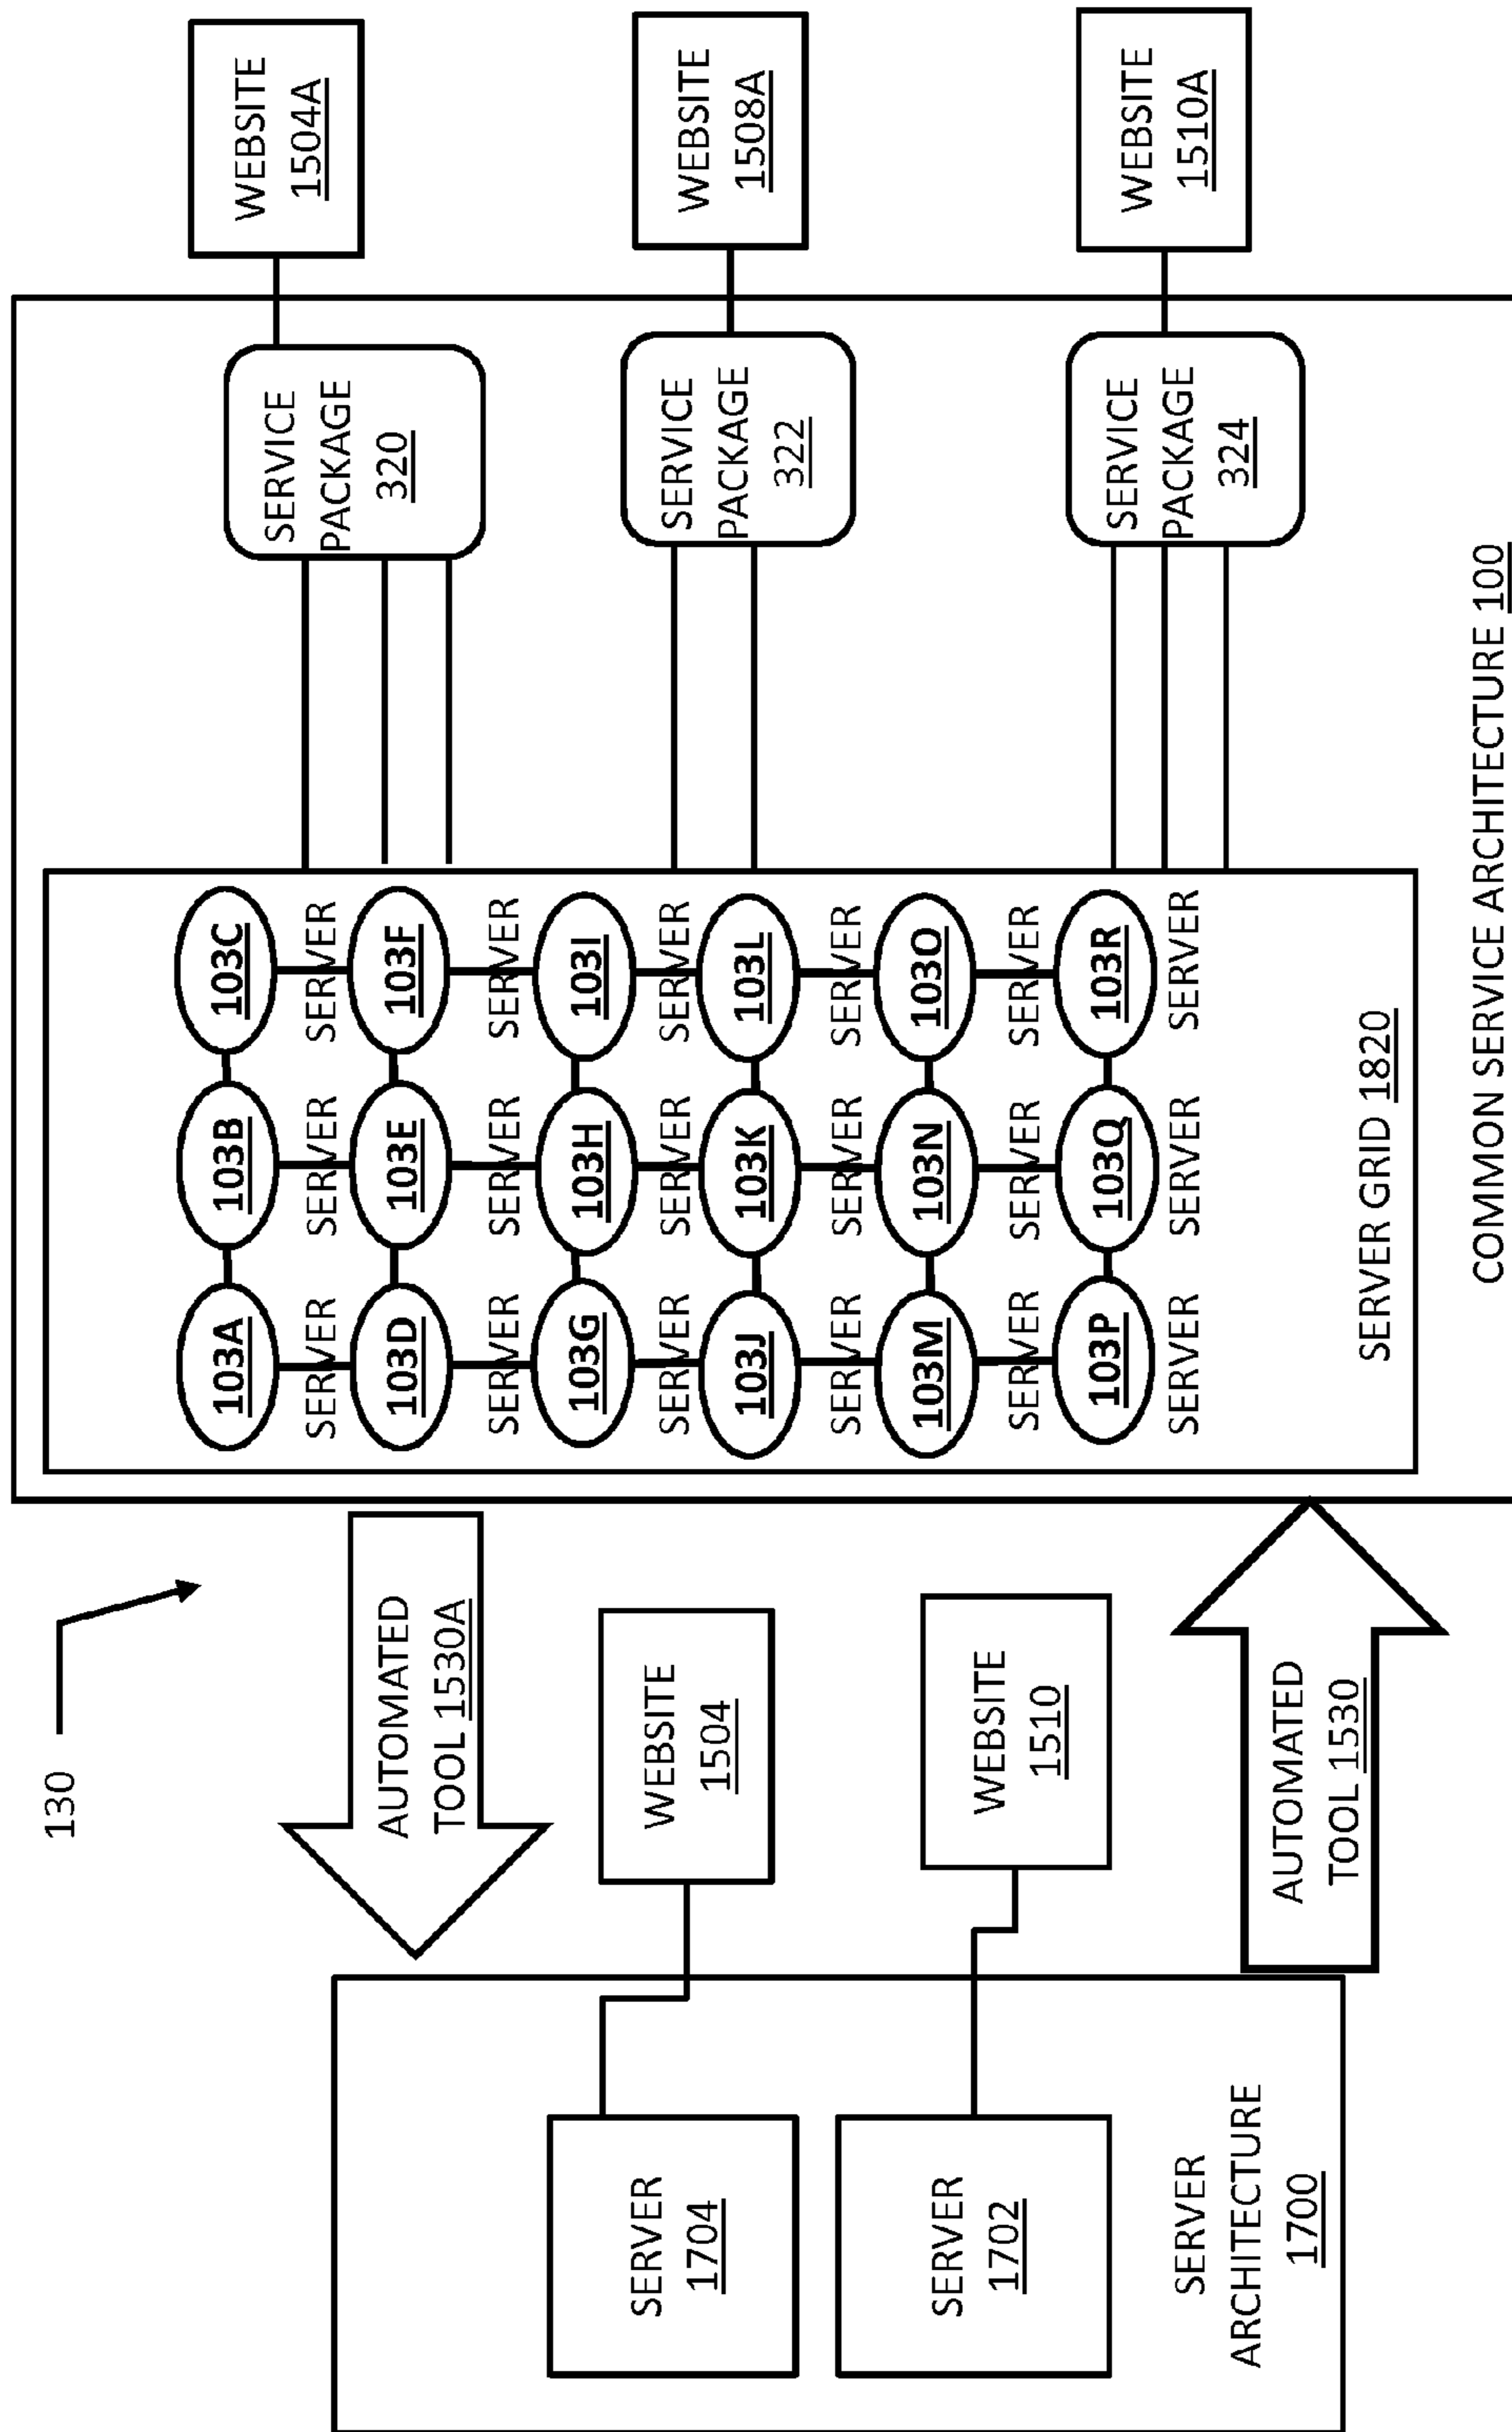 130
AUTOMATED
TOOL 1530A
WEBSITE
1504
WEBSITE
1510
AUTOMATED
TOOL 1530
SERVER
1704
SERVER
1702
SERVER
ARCHITECTURE
1700
103A
103B
103C
SERVER
SERVER
SERVER
103D
103E
103F
SERVER
SERVER
SERVER
103G
103H
103I
SERVER
SERVER
SERVER
103J
103K
103L
SERVER
SERVER
SERVER
103M
103N
103O
SERVER
SERVER
SERVER
103P
103Q
103R
SERVER
SERVER
SERVER
SERVER GRID 1820
SERVICE
PACKAGE
320
SERVICE
PACKAGE
322
SERVICE
PACKAGE
324
WEBSITE
1504A
WEBSITE
1508A
WEBSITE
1510A
COMMON SERVICE ARCHITECTURE 100